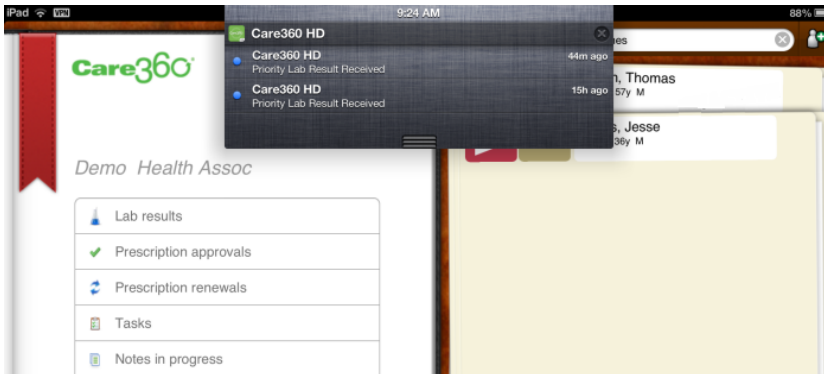 iPad VPN 9:24 AM 88%
Care360 HD
Care360 HD 44m ago
Priority Lab Result Received
Care360 HD 15h ago
Priority Lab Result Received
Care360®
Demo Health Assoc
Lab results
Prescription approvals
Prescription renewals
Tasks
Notes in progress
Thomas
57y M
Jesse
36y M